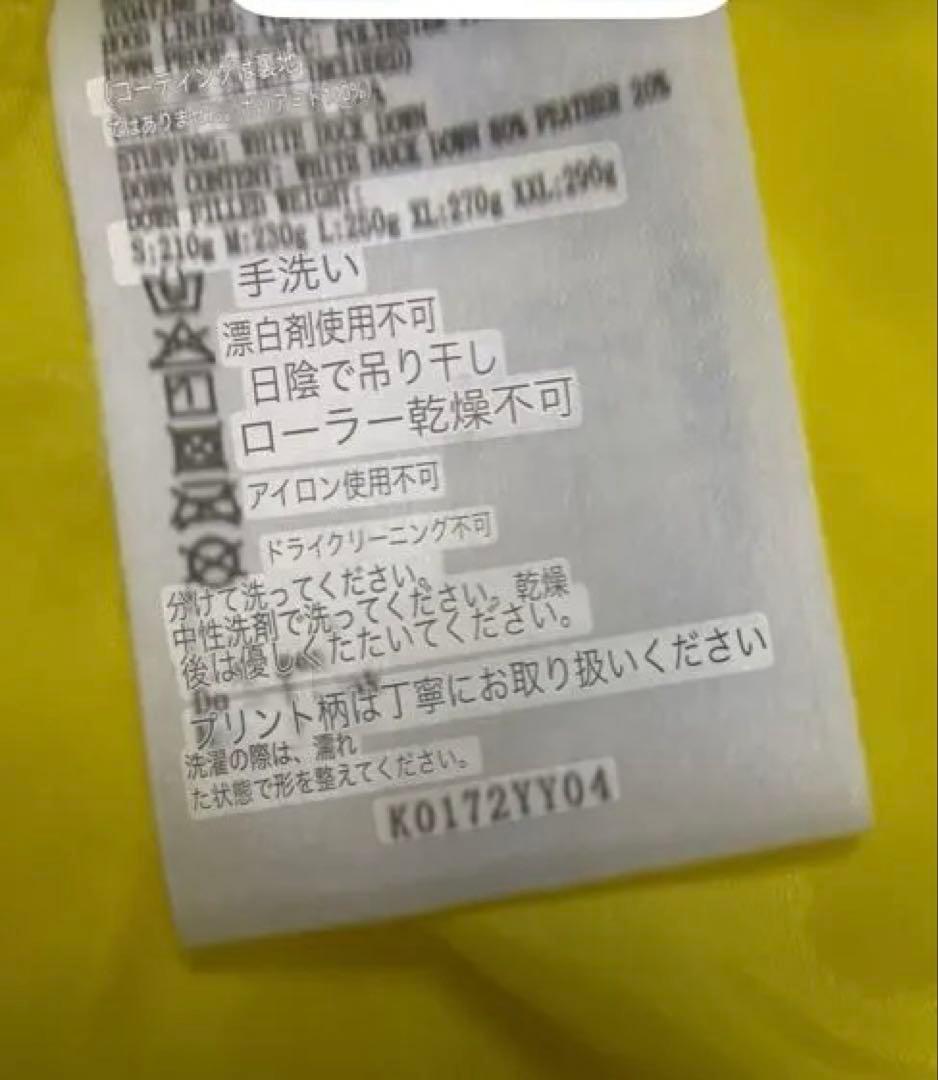 HOOD LINING:
(コーティングは裏地
ではありません。
STUFFING: WHITE DUCK DOWN
DOWN CONTENT: WHITE DUCK DOWN 80% FEATHER 20%
DOWN FILLED WEIGHT:
S:210g M:230g L:250g XL:270g XXL:290g
手洗い
漂白剤使用不可
日陰で吊り干し
ローラー乾燥不可
アイロン使用不可
ドライクリーニング不可
分けて洗ってください。
中性洗剤で洗ってください。乾燥
後は優しくたたいてください。
Do
プリント柄は丁寧にお取り扱いください
洗濯の際は、濡れ
た状態で形を整えてください。
K0172YY04